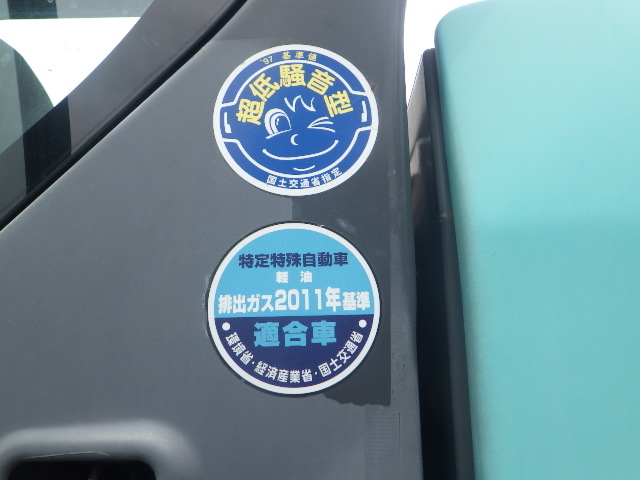 '97 基準値
超低騒音型
国土交通省指定
特定特殊自動車
軽油
排出ガス2011年基準
適合車
・環境省・経済産業省・国土交通省・